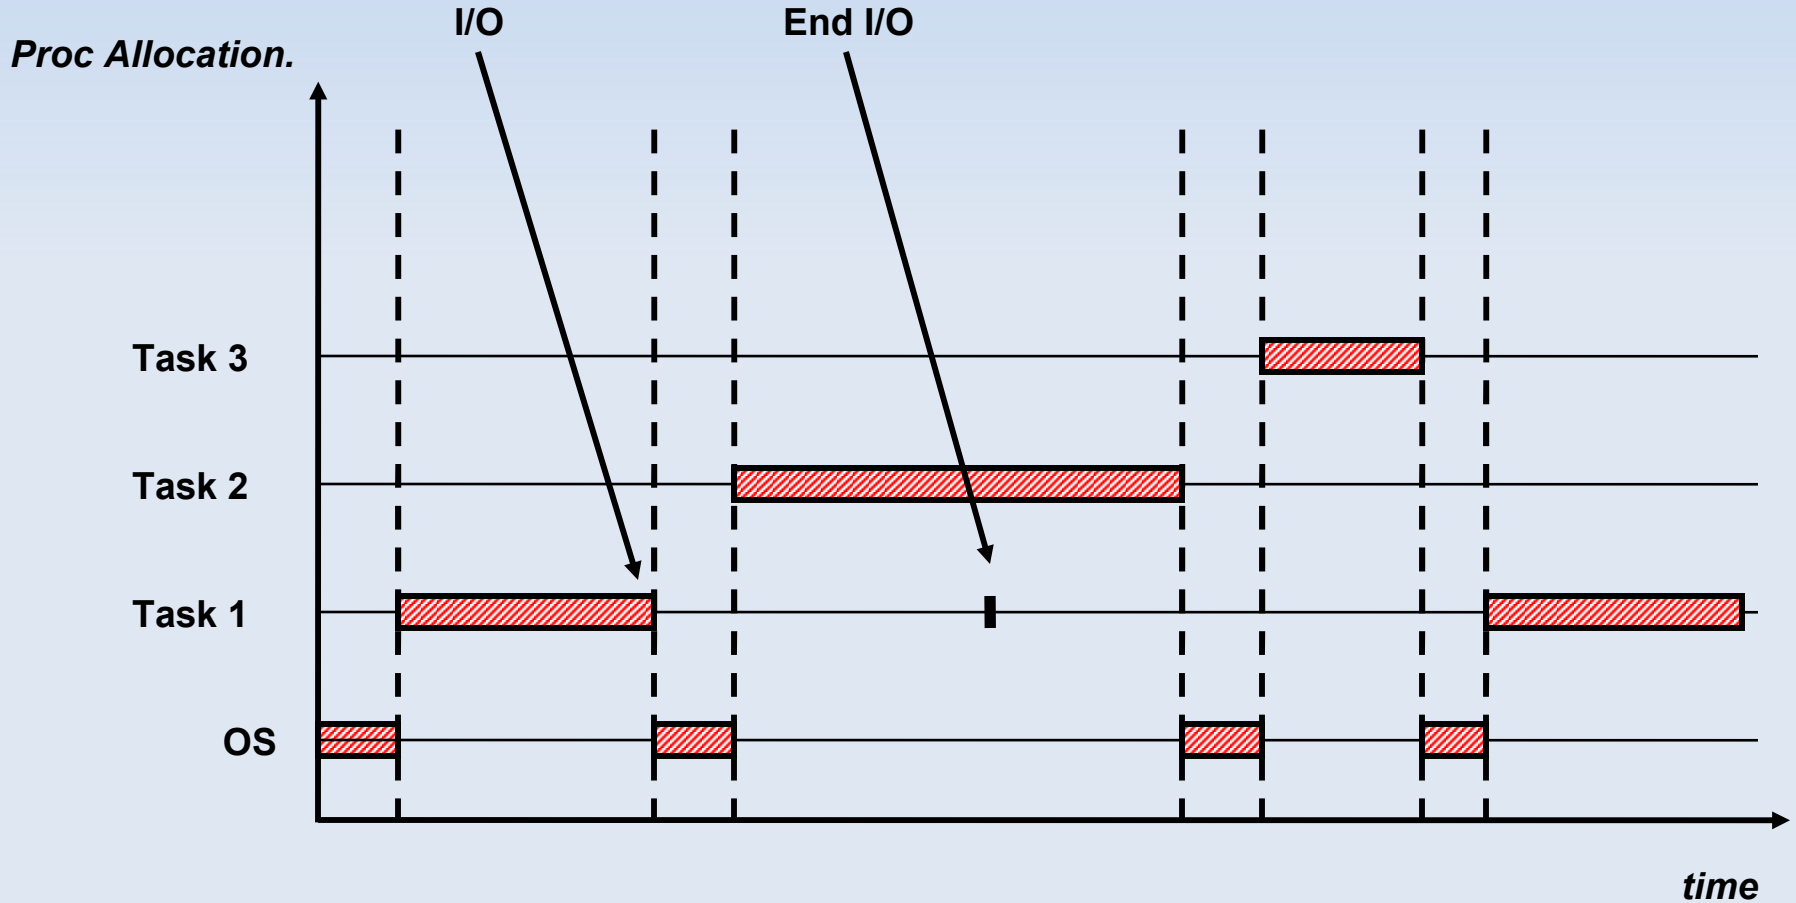 I/O
End I/O
Proc Allocation.
Task 3
Task 2
Task 1
OS
time